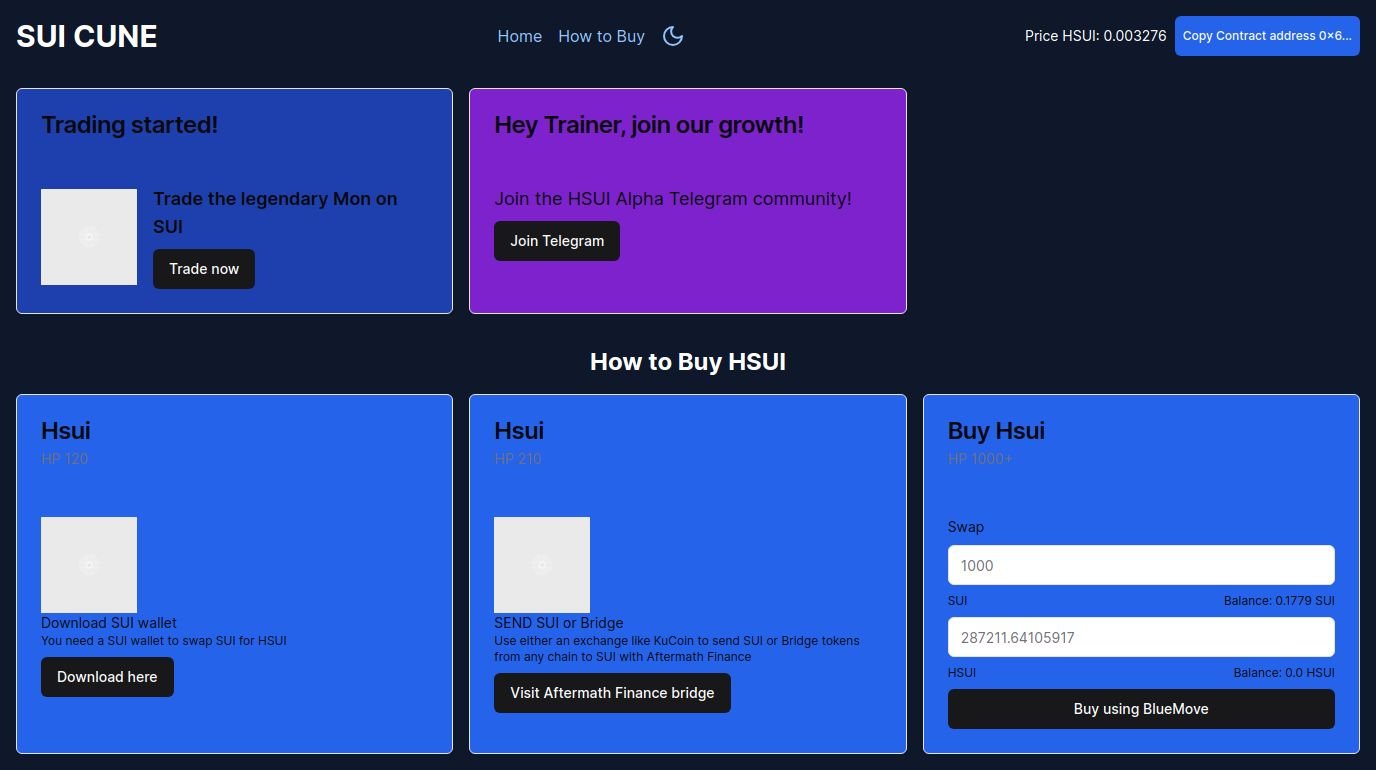 SUI CUNE
Home
How to Buy
Price HSUI: 0.003276
Copy Contract address 0×6...
Trading started!
Trade the legendary Mon on
SUI
Trade now
Hey Trainer, join our growth!
Join the HSUI Alpha Telegram community!
Join Telegram
How to Buy HSUI
Hsui
HP 120
Download SUI wallet
You need a SUI wallet to swap SUI for HSUI
Download here
Hsui
HP 210
SEND SUI or Bridge
Use either an exchange like KuCoin to send SUI or Bridge tokens
from any chain to SUI with Aftermath Finance
Visit Aftermath Finance bridge
Buy Hsui
HP 1000+
Swap
1000
SUI
Balance: 0.1779 SUI
287211.64105917
HSUI
Balance: 0.0 HSUI
Buy using BlueMove